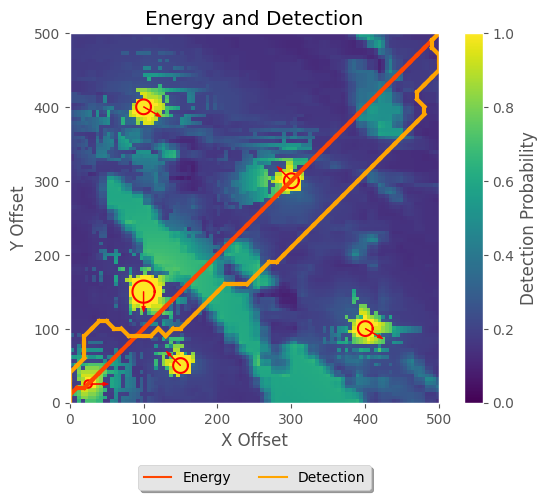 Energy and Detection
500
400
300
200
100
0
Y Offset
0 100 200 300 400 500
X Offset
1.0
0.8
0.6
0.4
0.2
0.0
Detection Probability
Energy Detection